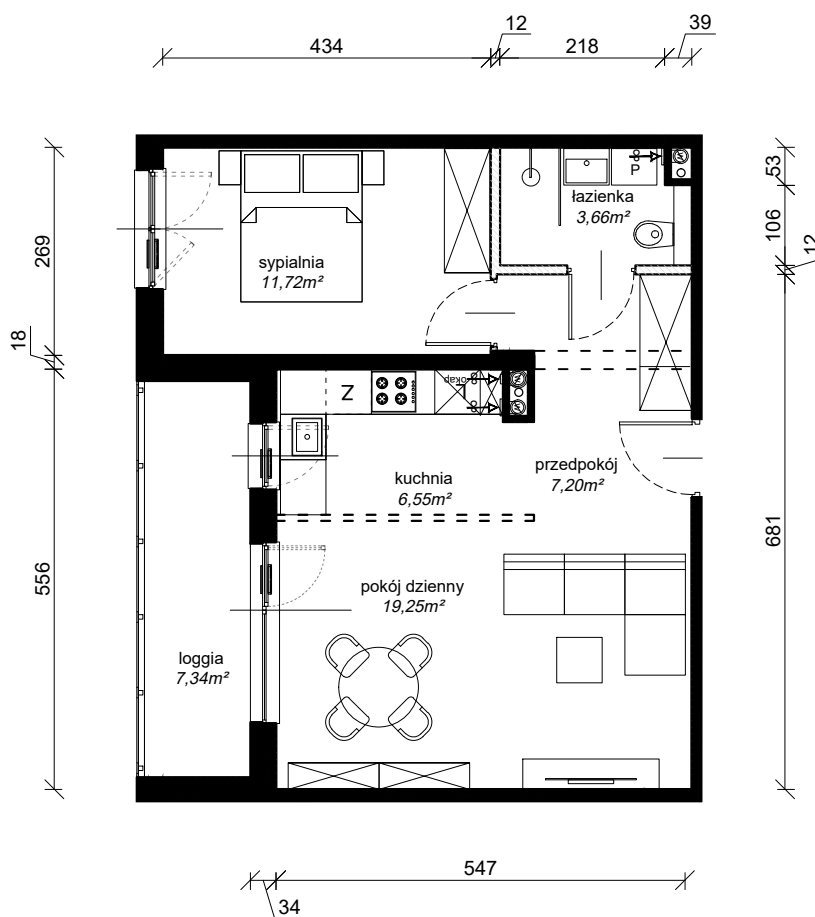 12
39
434
218
53
P
łazienka
3,66m²
106
12
269
sypialnia
11,72m²
18
Z
okap
kuchnia
6,55m²
przedpokój
7,20m²
681
556
pokój dzienny
19,25m²
loggia
7,34m²
547
34